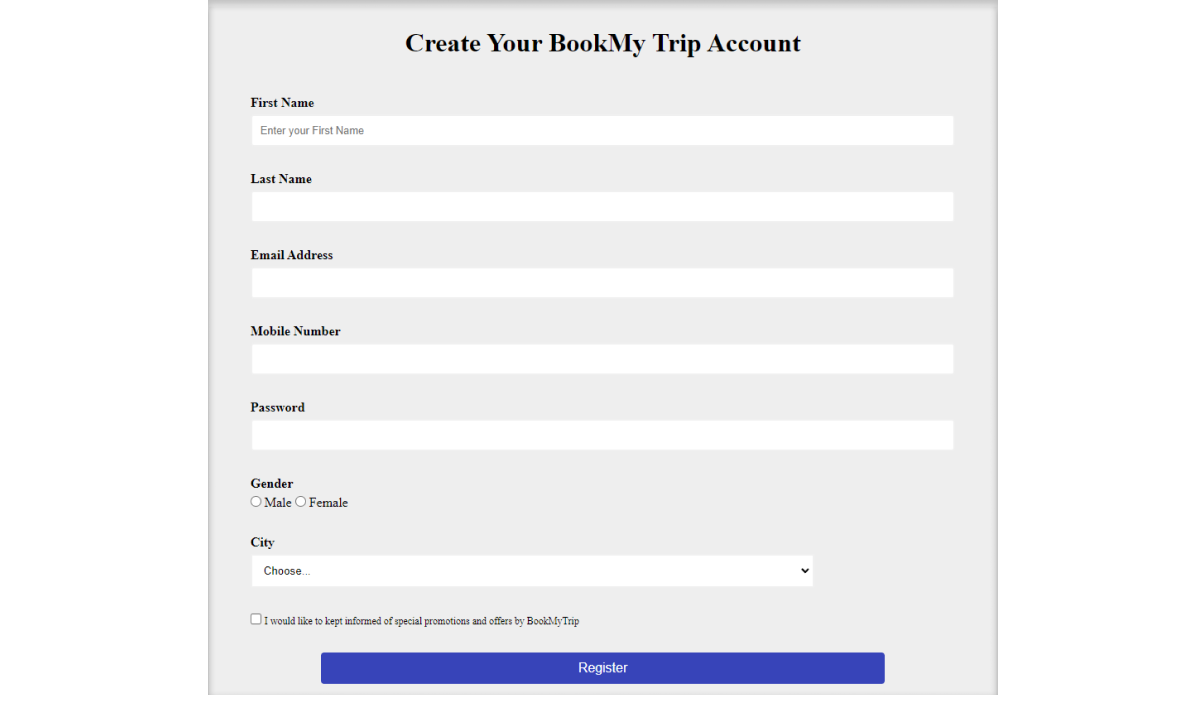 Create Your BookMy Trip Account
First Name
Enter your First Name
Last Name
Email Address
Mobile Number
Password
Gender
Male Female
City
Choose...
I would like to kept informed of special promotions and offers by BookMyTrip
Register